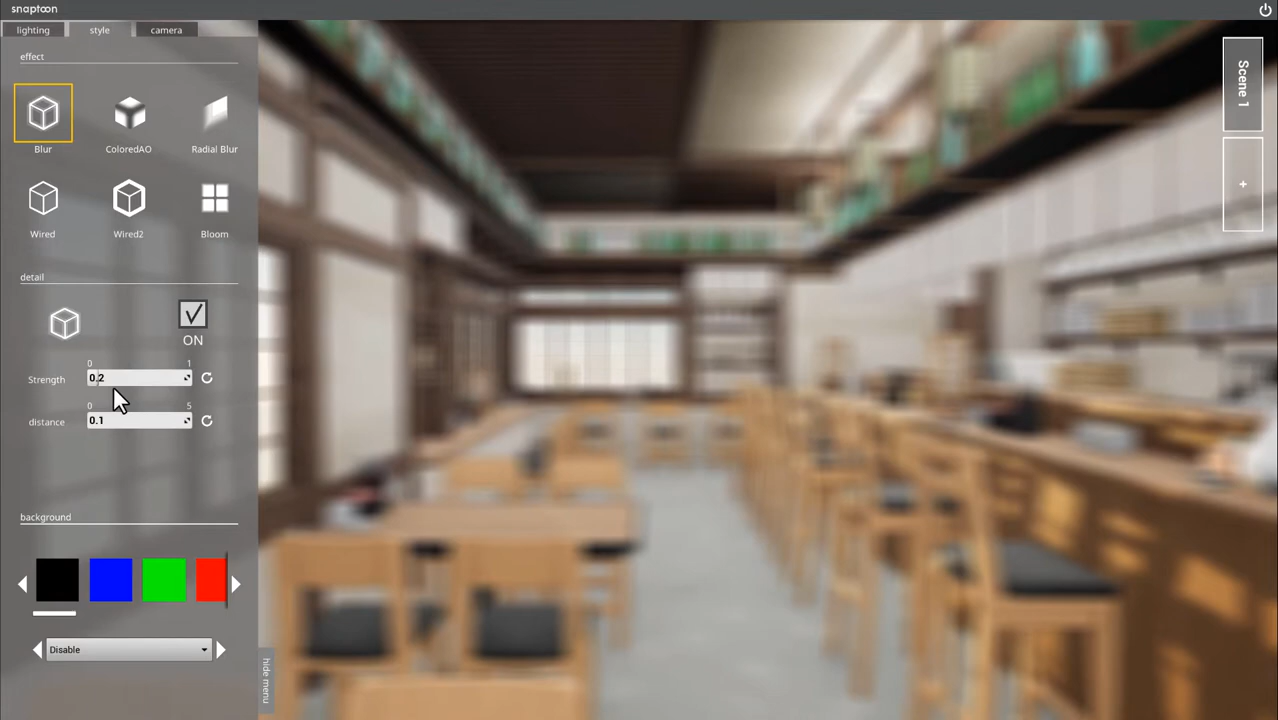 snaptoon
lighting
style
camera
effect
Blur
ColoredAO
Radial Blur
Wired
Wired2
Bloom
detail
ON
0
1
Strength
0.2
0
5
distance
0.1
background
Disable
hide menu
Scene 1
+